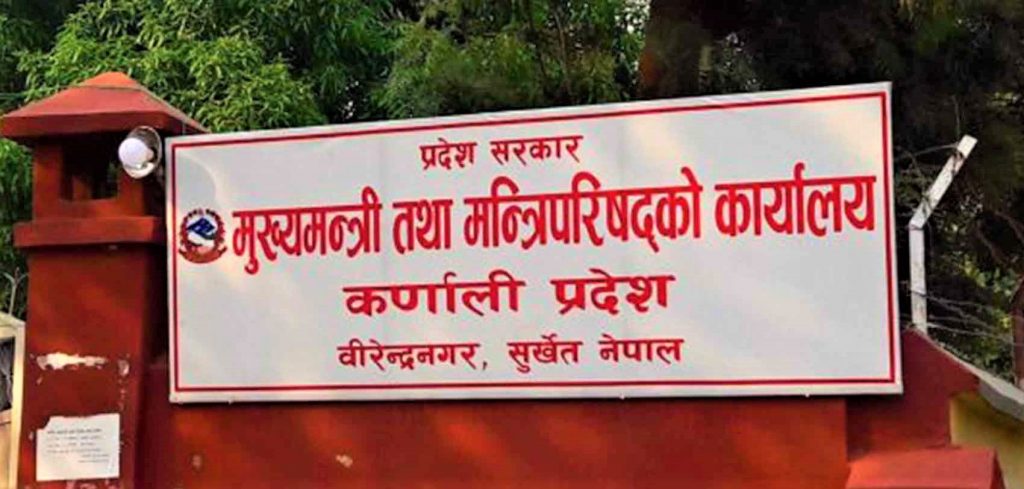 प्रदेश सरकार
मुख्यमन्त्री तथा मन्त्रिपरिषद्को कार्यालय
कर्णाली प्रदेश
वीरेन्द्रनगर, सुर्खेत नेपाल